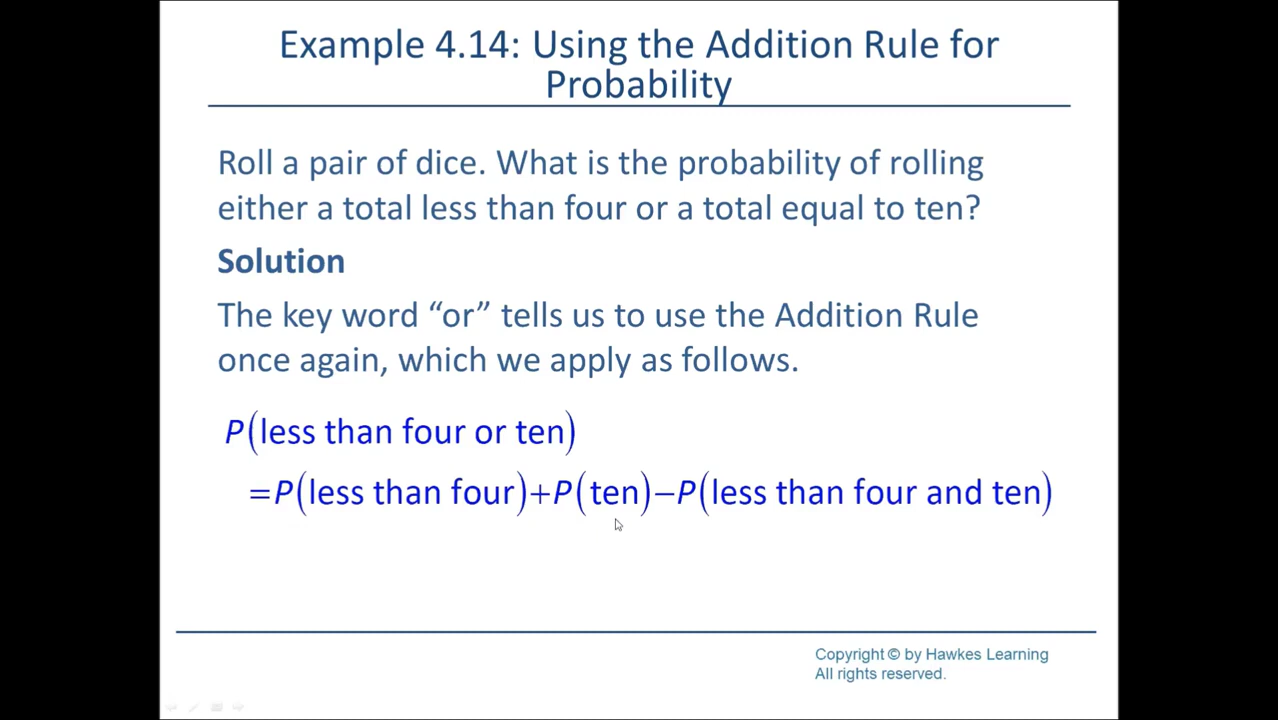 Example 4.14: Using the Addition Rule for
Probability
Roll a pair of dice. What is the probability of rolling
either a total less than four or a total equal to ten?
Solution
The key word “or” tells us to use the Addition Rule
once again, which we apply as follows.
P(less than four or ten)
=P(less than four)+P(ten)−P(less than four and ten)
Copyright © by Hawkes Learning
All rights reserved.